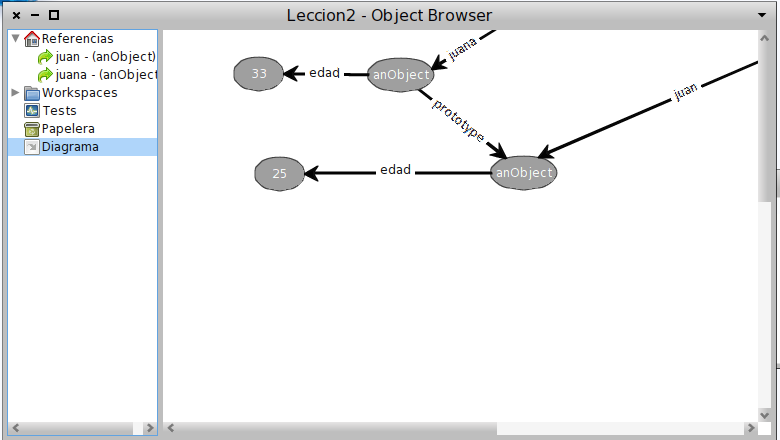 Leccion2 - Object Browser
Referencias
juan - (anObject)
juana - (anObject
Workspaces
Tests
Papelera
Diagrama
juana
33
edad
anObject
prototype
juan
25
edad
anObject